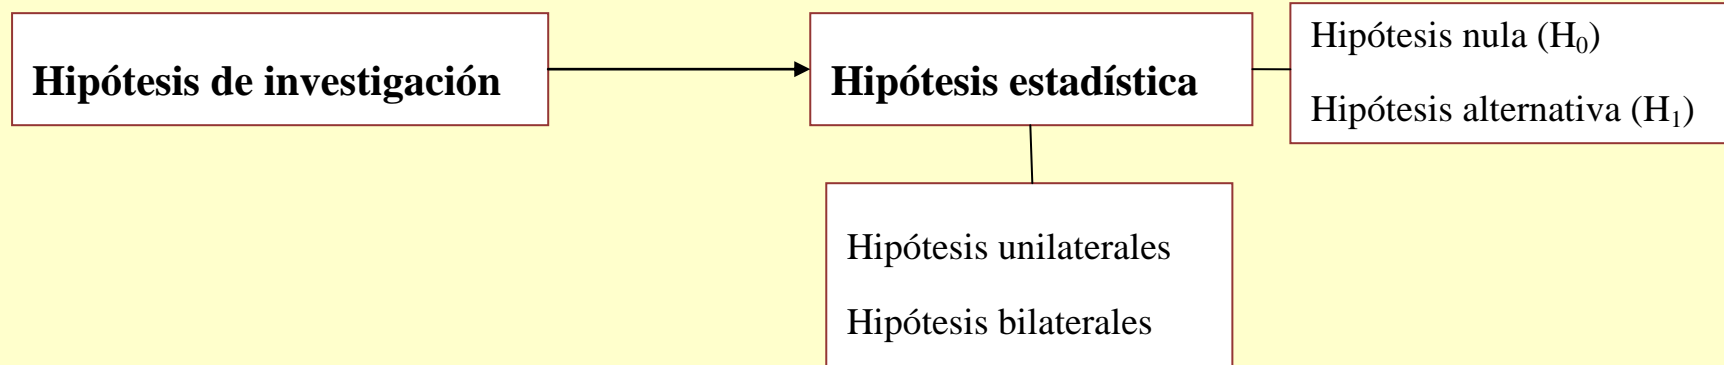 Hipótesis de investigación
Hipótesis estadística
Hipótesis nula (H₀)
Hipótesis alternativa (H₁)
Hipótesis unilaterales
Hipótesis bilaterales